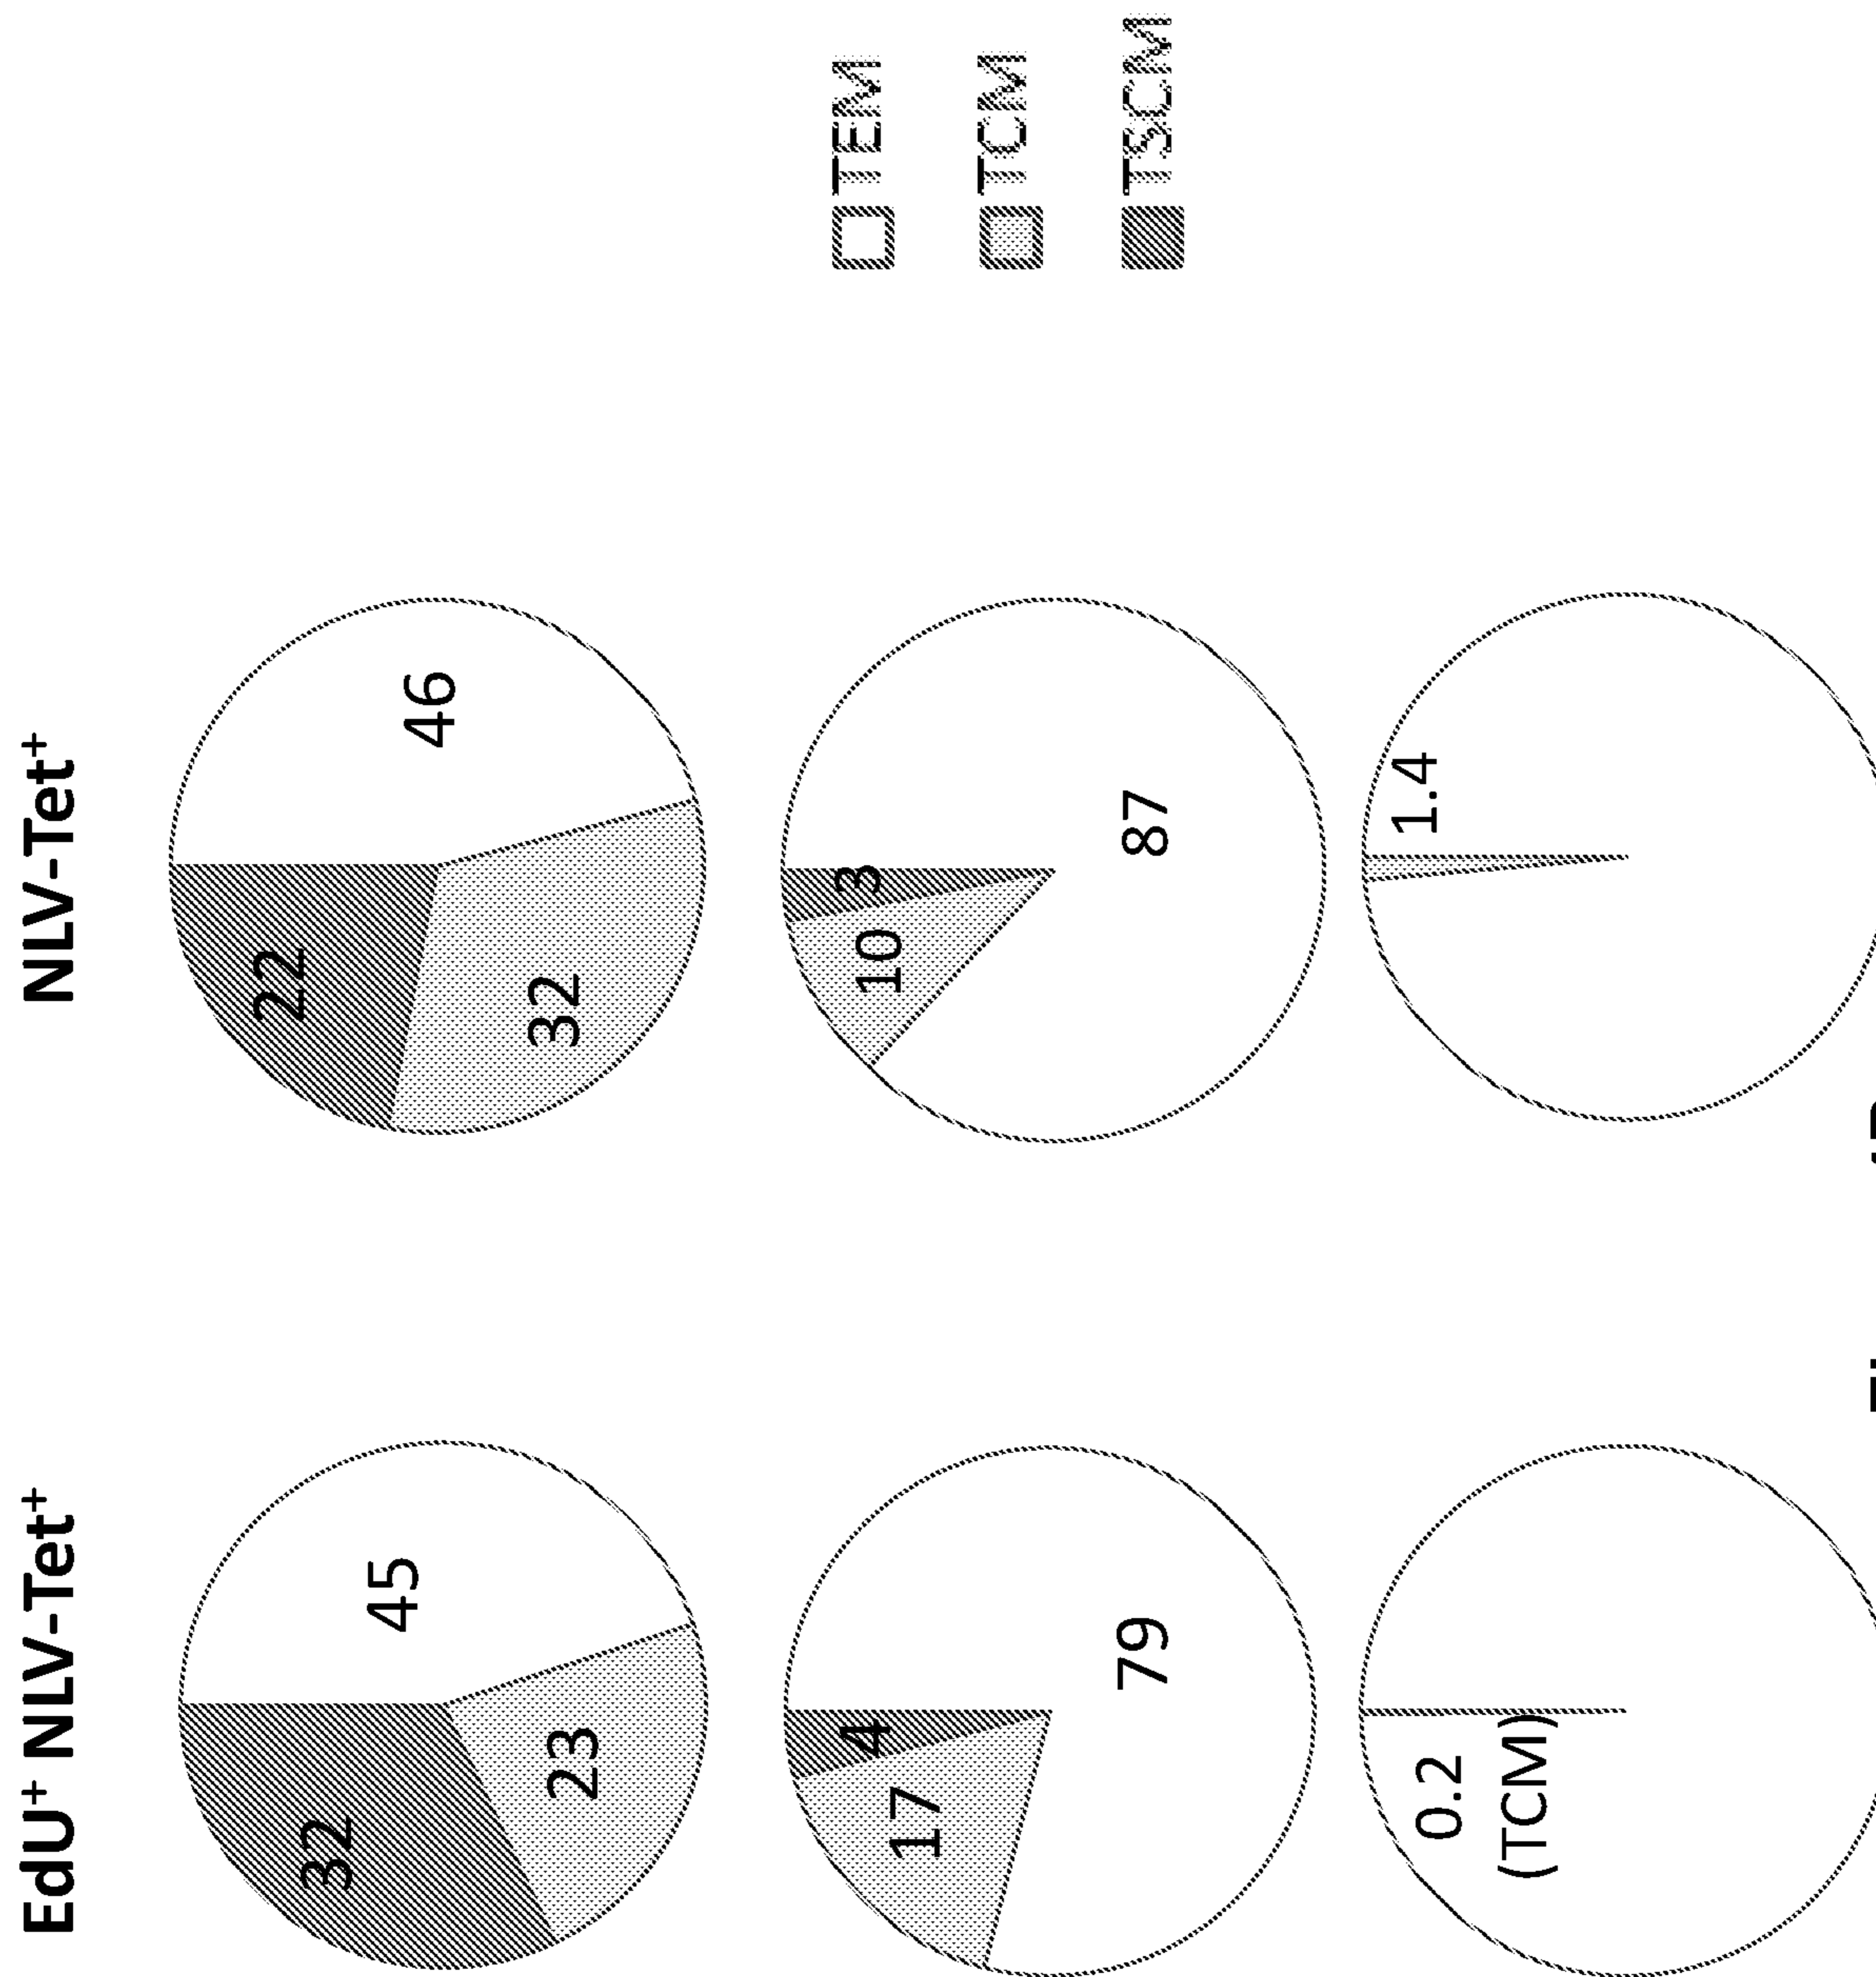 EdU⁺ NLV-Tet⁺
NLV-Tet⁺
32
45
23
22
46
32
4
17
79
3
10
87
0.2
(TCM)
1.4
TEM
TCM
TSCM